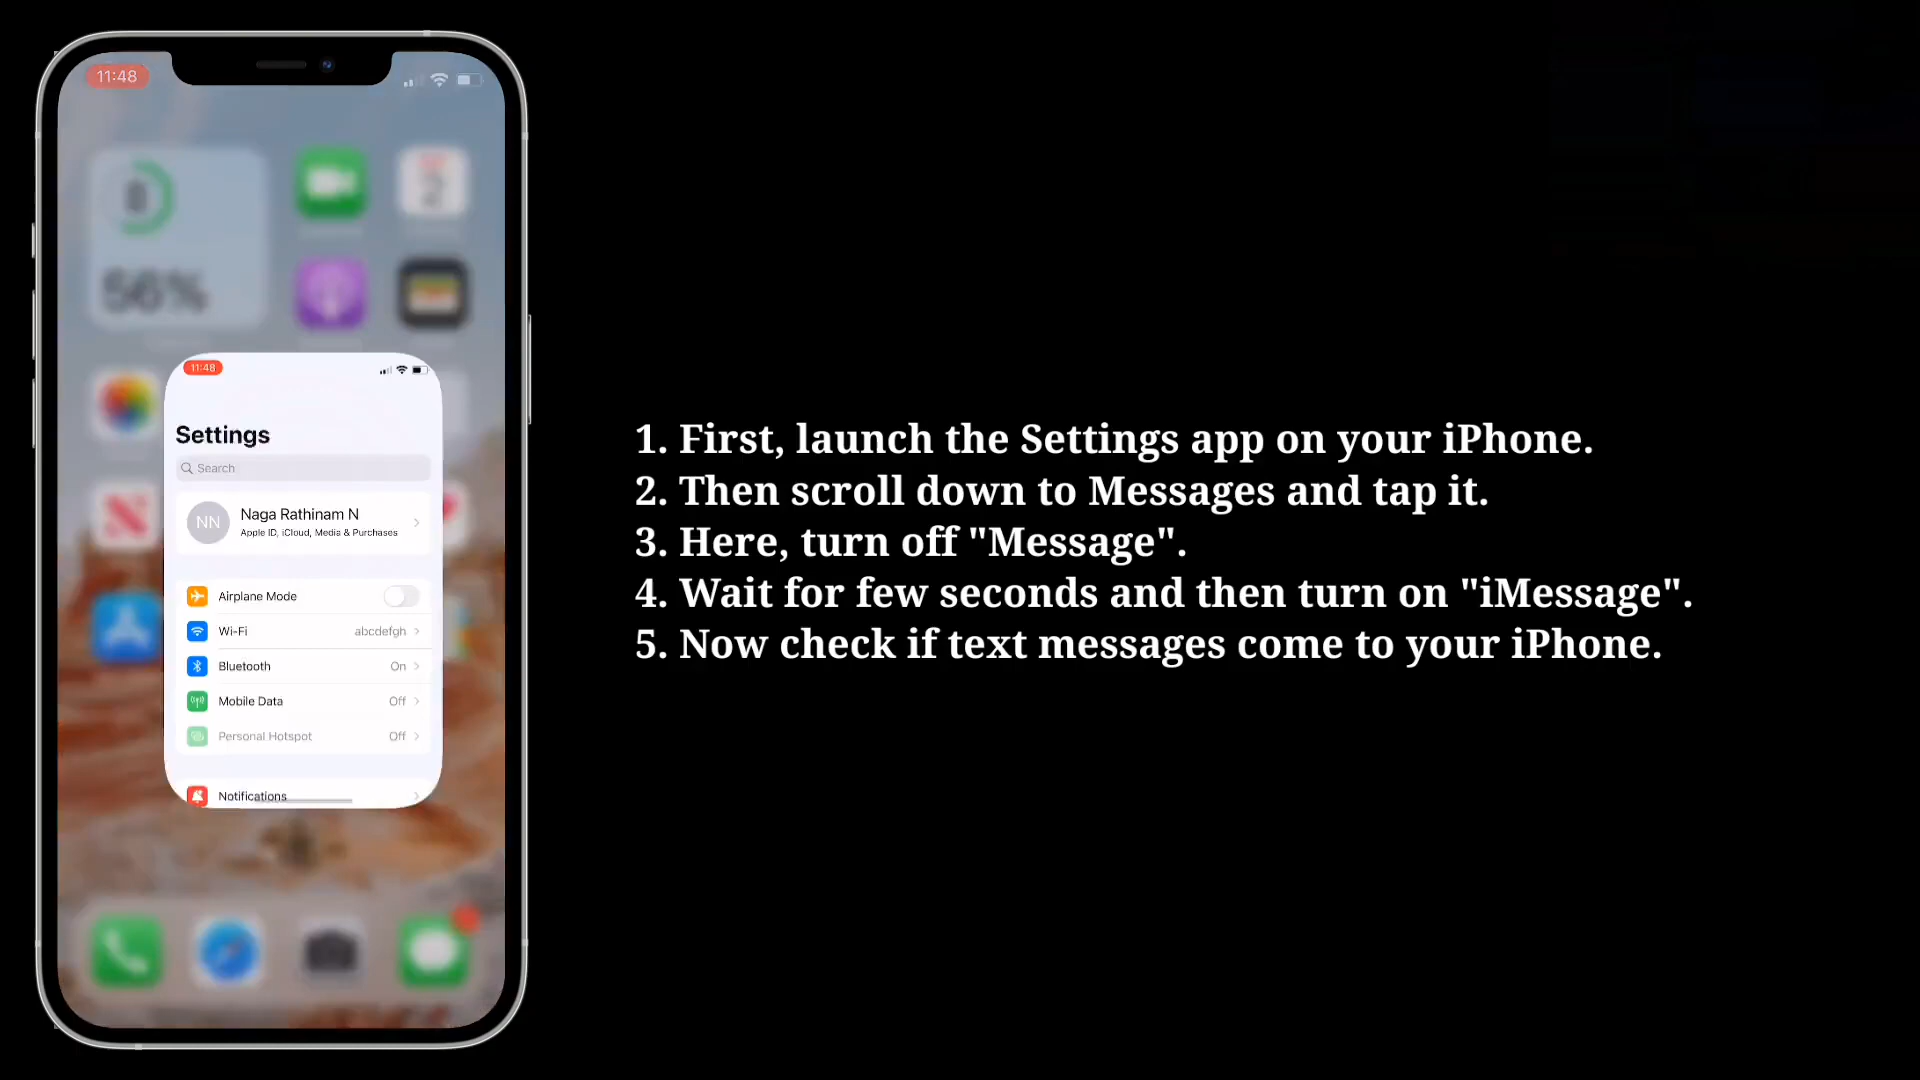 11:48
56%
2
11:48
Settings
Search
NN
Naga Rathinam N
Apple ID, iCloud, Media & Purchases
Airplane Mode
Wi-Fi abcdefgh
Bluetooth On
Mobile Data Off
Personal Hotspot Off
Notifications
1. First, launch the Settings app on your iPhone.
2. Then scroll down to Messages and tap it.
3. Here, turn off "Message".
4. Wait for few seconds and then turn on "iMessage".
5. Now check if text messages come to your iPhone.